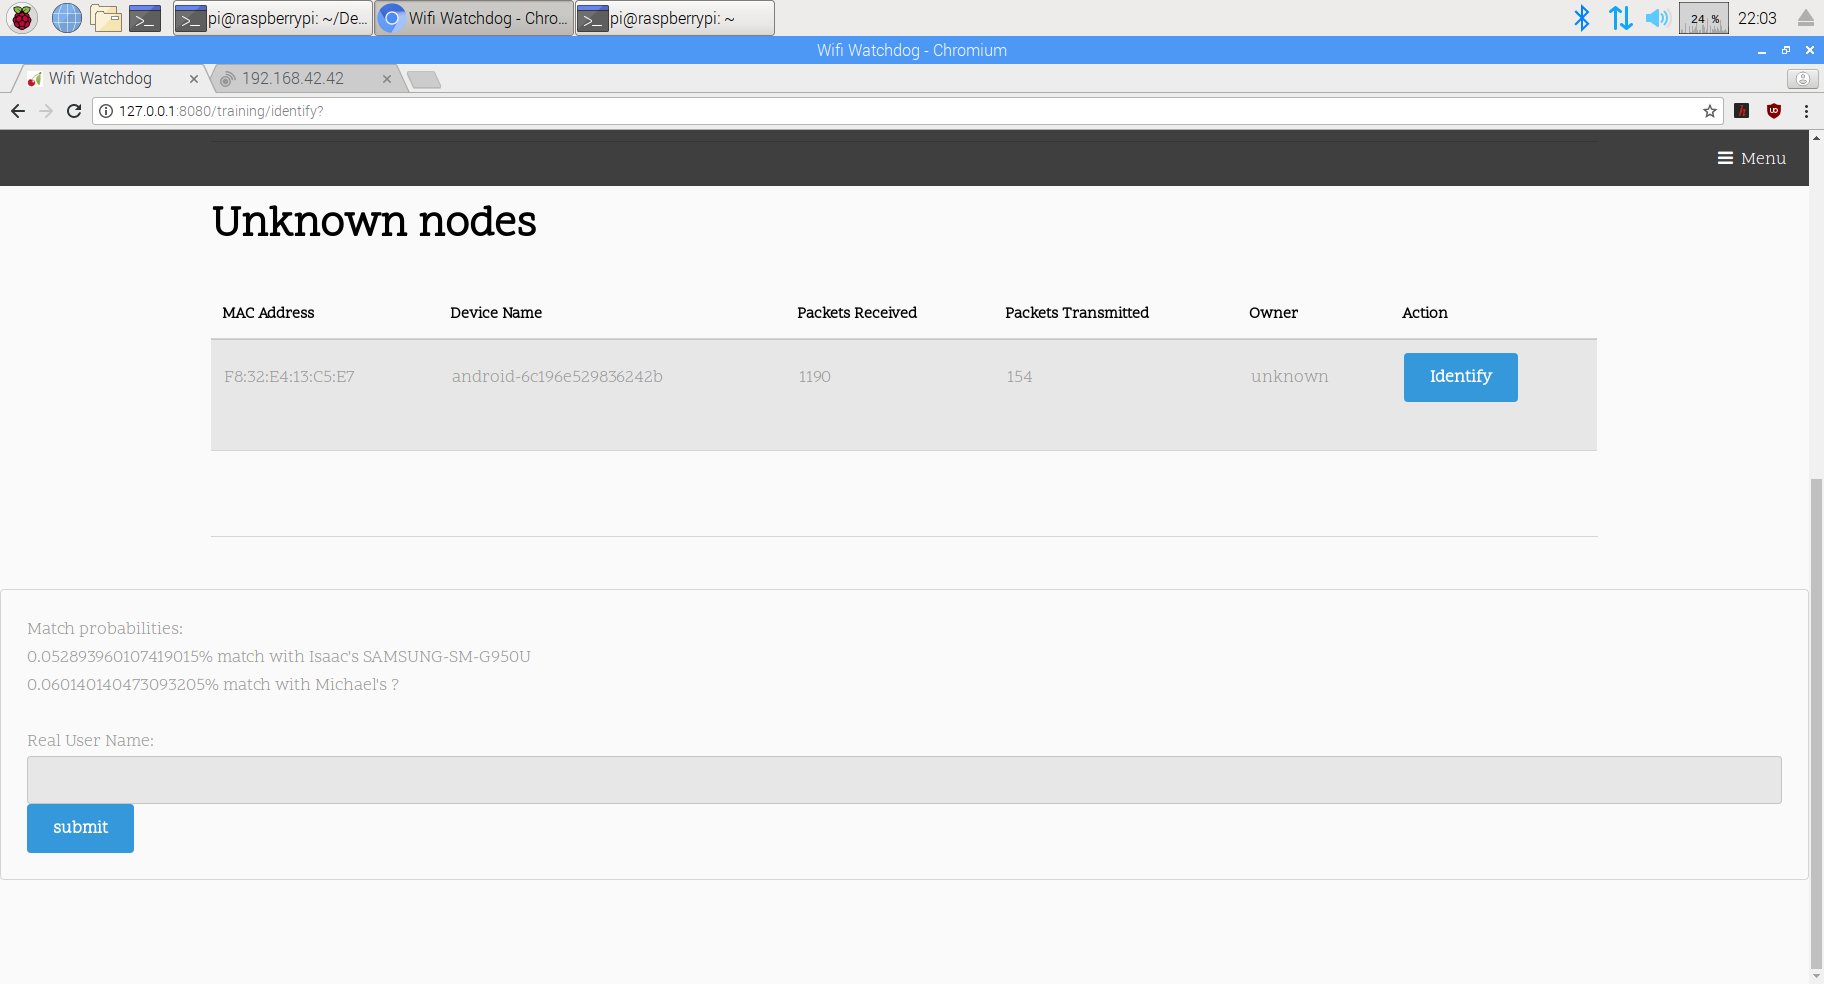 pi@raspberrypi: ~/De...
Wifi Watchdog - Chro...
pi@raspberrypi: ~
24 %
22:03
Wifi Watchdog - Chromium
Wifi Watchdog
192.168.42.42
127.0.0.1:8080/training/identify?
Menu
Unknown nodes
MAC Address Device Name Packets Received Packets Transmitted Owner Action
F8:32:E4:13:C5:E7 android-6c196e529836242b 1190 154 unknown Identify
Match probabilities:
0.052893960107419015% match with Isaac's SAMSUNG-SM-G950U
0.060140140473093205% match with Michael's ?
Real User Name:
submit